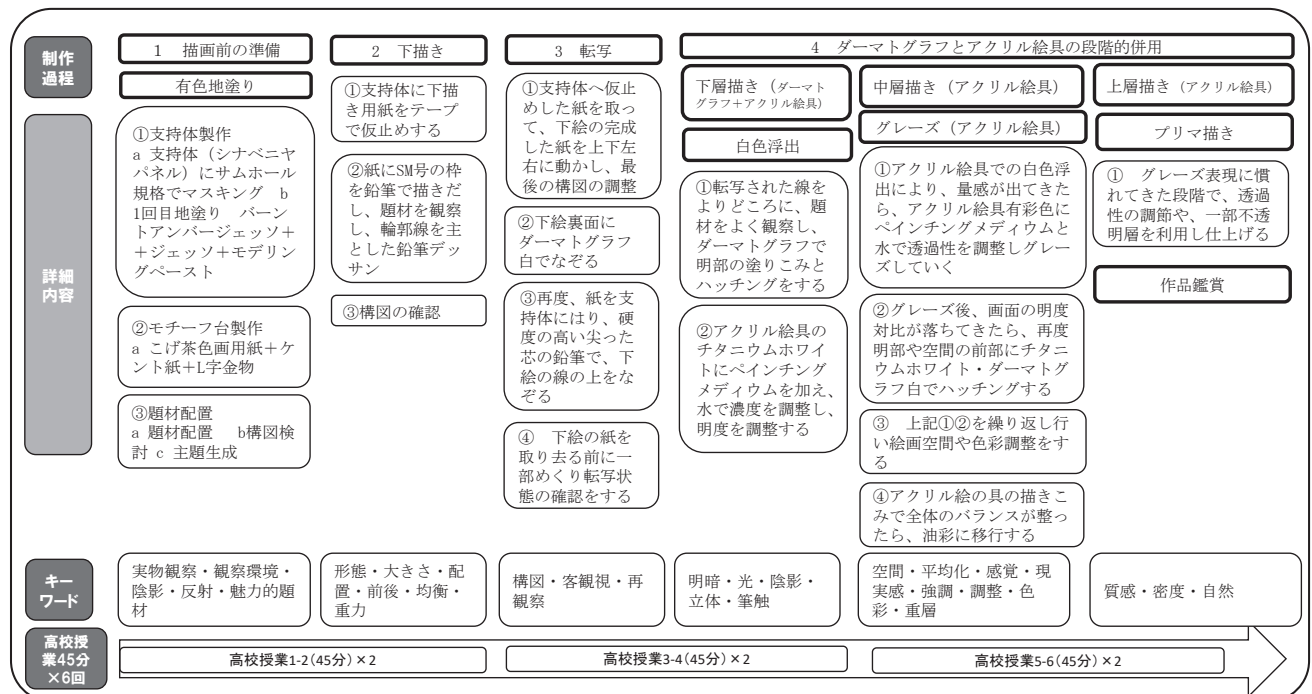 制作
過程
1 描画前の準備
有色地塗り
2 下描き
3 転写
4 ダーマトグラフとアクリル絵具の段階的併用
下層描き（ダーマト
グラフ+アクリル絵具）
白色浮出
中層描き（アクリル絵具）
グレーズ（アクリル絵具）
上層描き（アクリル絵具）
プリマ描き
詳細
内容
①支持体製作
a 支持体（シナベニヤ
パネル）にサムホール
規格でマスキング b
1回目地塗り バーン
トアンバージェッソ+
+ジェッソ+モデリン
グペースト
②モチーフ台製作
a こげ茶色画用紙+ケ
ント紙+L字金物
③題材配置
a 題材配置 b構図検
討 c 主題生成
①支持体に下描
き用紙をテープ
で仮止めする
②紙にSM号の枠
を鉛筆で描きだ
し、題材を観察
し、輪郭線を主
とした鉛筆デッ
サン
③構図の確認
①支持体へ仮止
めした紙を取っ
て、下絵の完成
した紙を上下左
右に動かし、最
後の構図の調整
②下絵裏面に
ダーマトグラフ
白でなぞる
③再度、紙を支
持体にはり、硬
度の高い尖った
芯の鉛筆で、下
絵の線の上をな
ぞる
④ 下絵の紙を
取り去る前に一
部めくり転写状
態の確認をする
①転写された線を
よりどころに、題
材をよく観察し、
ダーマトグラフで
明部の塗りこみと
ハッチングをする
②アクリル絵具の
チタニウムホワイ
トにペインチング
メディウムを加え、
水で濃度を調整し、
明度を調整する
①アクリル絵具での白色浮
出により、量感が出てきた
ら、アクリル絵具有彩色に
ペインチングメディウムと
水で透過性を調整しグレー
ズしていく
②グレーズ後、画面の明度
対比が落ちてきたら、再度
明部や空間の前部にチタニ
ウムホワイト・ダーマトグ
ラフ白でハッチングする
③ 上記①②を繰り返し行
い絵画空間や色彩調整をす
る
④アクリル絵の具の描きこ
みで全体のバランスが整っ
たら、油彩に移行する
① グレーズ表現に慣
れてきた段階で、透過
性の調節や、一部不透
明層を利用し仕上げる
作品鑑賞
キー
ワード
実物観察・観察環境・
陰影・反射・魅力的題
材
形態・大きさ・配
置・前後・均衡・
重力
構図・客観視・再
観察
明暗・光・陰影・
立体・筆触
空間・平均化・感覚・現
実感・強調・調整・色
彩・重層
質感・密度・自然
高校授
業45分
×6回
高校授業1-2(45分)×2
高校授業3-4(45分)×2
高校授業5-6(45分)×2